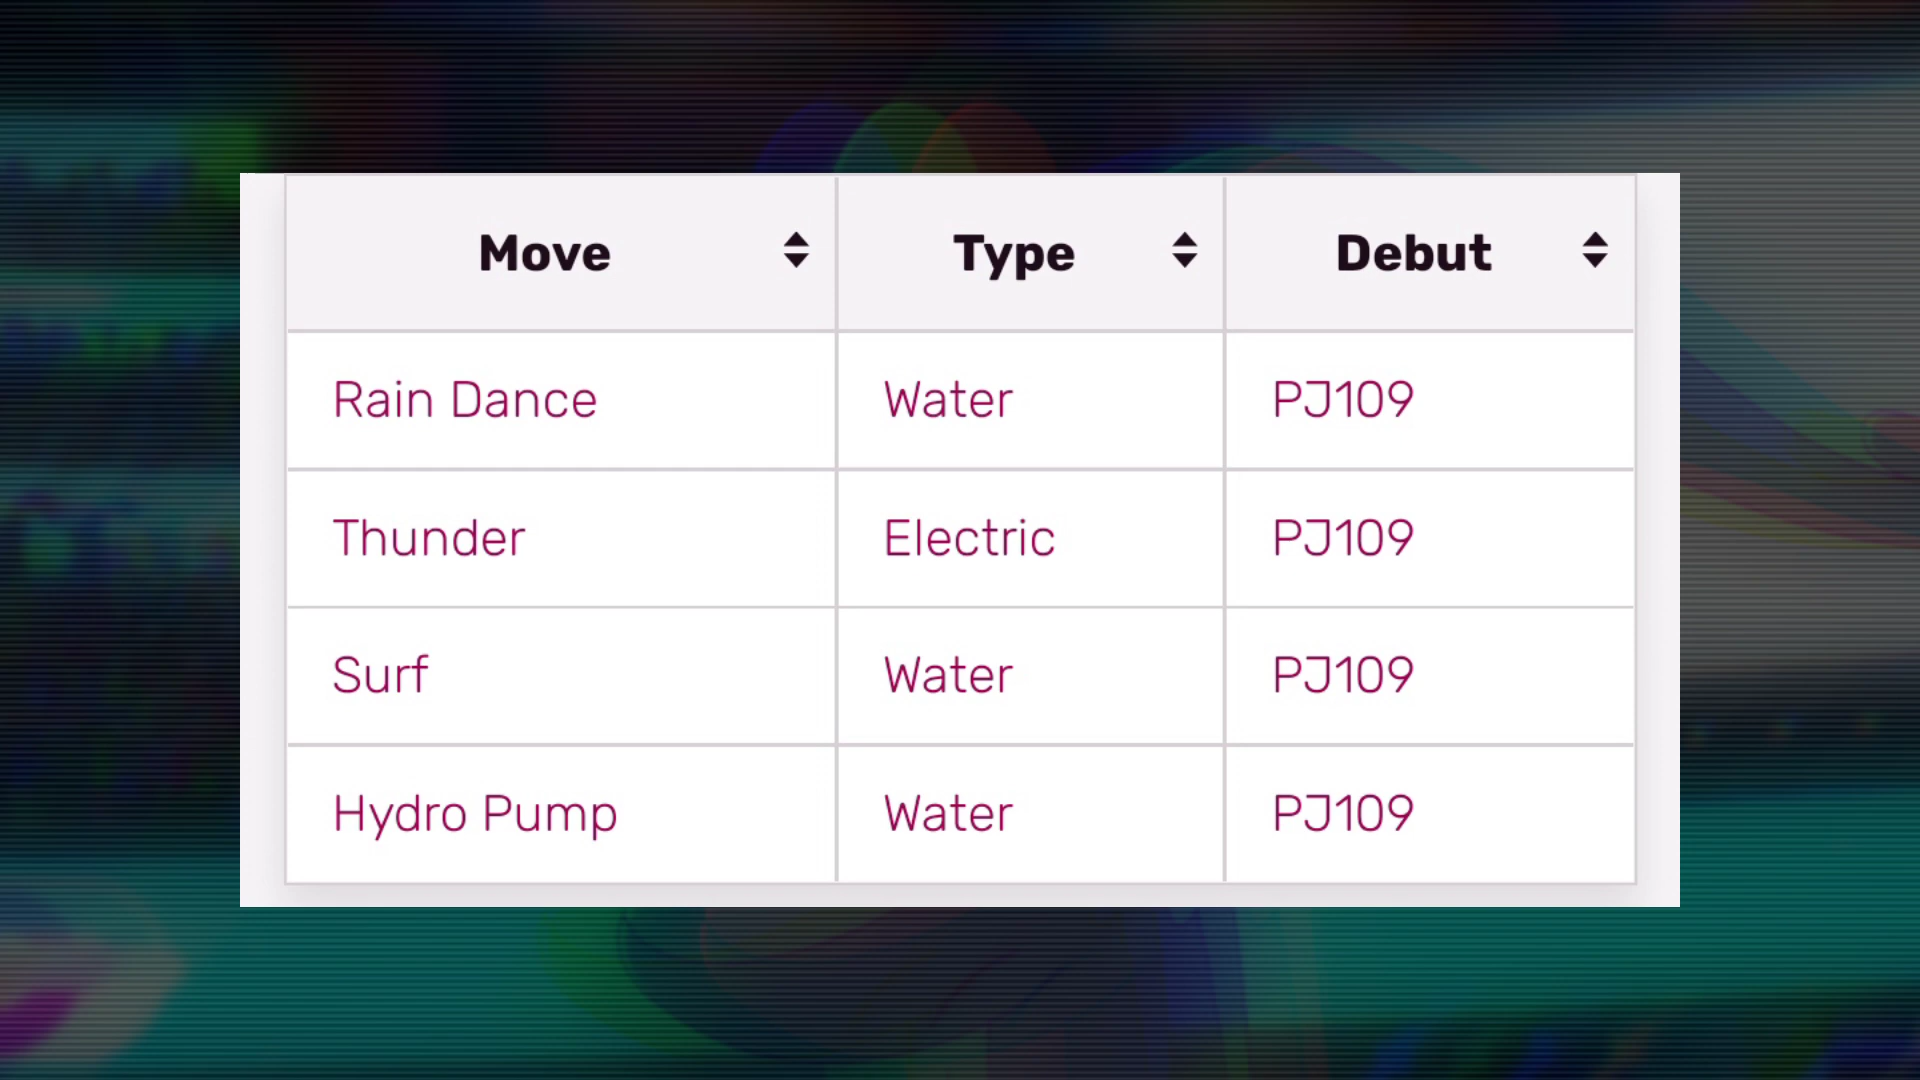 Move Type Debut
Rain Dance Water PJ109
Thunder Electric PJ109
Surf Water PJ109
Hydro Pump Water PJ109